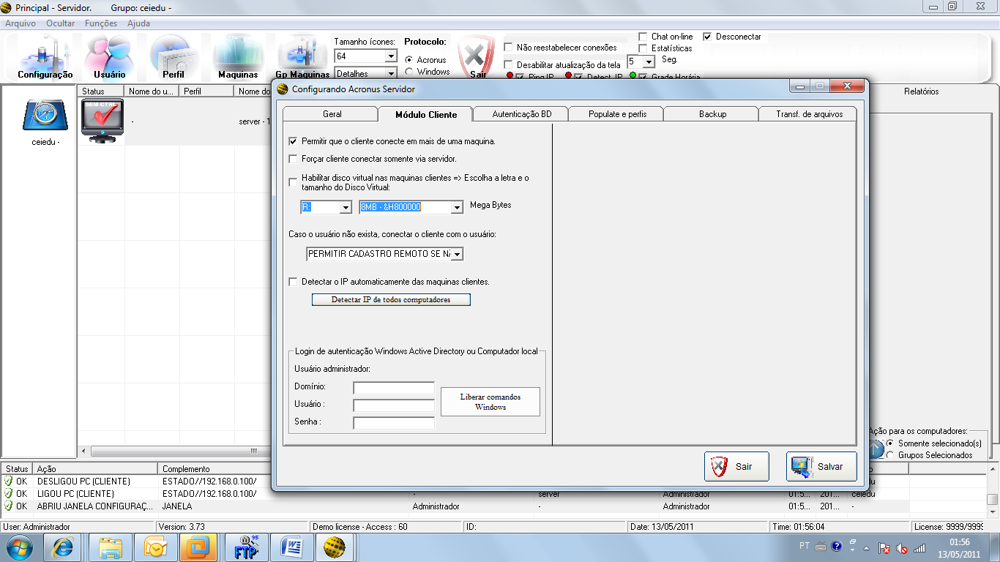 Principal - Servidor. Grupo: ceiedu -
Arquivo Ocultar Funções Ajuda
Configuração
Usuário
Perfil
Maquinas
Gp Maquinas
Tamanho ícones:
64
Detalhes
Protocolo:
Acronus
Windows
Sair
Não reestabelecer conexões
Desabilitar atualização da tela
Ping IP
Detect. IP
Grade Horária
Chat on-line
Desconectar
Estatísticas
5 Seg.
ceiedu -
Status Nome do u... Perfil Nome do
SEM CTRL
- server - 1
Relatórios
Configurando Acronus Servidor
Geral Módulo Cliente Autenticação BD Populate e perfis Backup Transf. de arquivos
Permitir que o cliente conecte em mais de uma maquina.
Forçar cliente conectar somente via servidor.
Habilitar disco virtual nas maquinas clientes => Escolha a letra e o
tamanho do Disco Virtual:
R: 8MB - &H800000 Mega Bytes
Caso o usuário não exista, conectar o cliente com o usuário:
PERMITIR CADASTRO REMOTO SE N
Detectar o IP automaticamente das maquinas clientes.
Detectar IP de todos computadores
Login de autenticação Windows Active Directory ou Computador local
Usuário administrador:
Domínio:
Usuário :
Senha :
Liberar comandos
Windows
Sair
Salvar
Ação para os computadores:
Somente selecionado(s)
Grupos Selecionados
Status Ação Complemento
OK DESLIGOU PC (CLIENTE) ESTADO//192.168.0.100/
OK LIGOU PC (CLIENTE) ESTADO//192.168.0.100/ - server Administrador 01:5... 201... ceiedu
OK ABRIU JANELA CONFIGURAÇ... JANELA Administrador - Administrador 01:5... 201... -
User: Administrador Version: 3.73 Demo license - Access : 60 ID: Date: 13/05/2011 Time: 01:56:04 License: 9999/9999
95
FTP
PT
01:56
13/05/2011